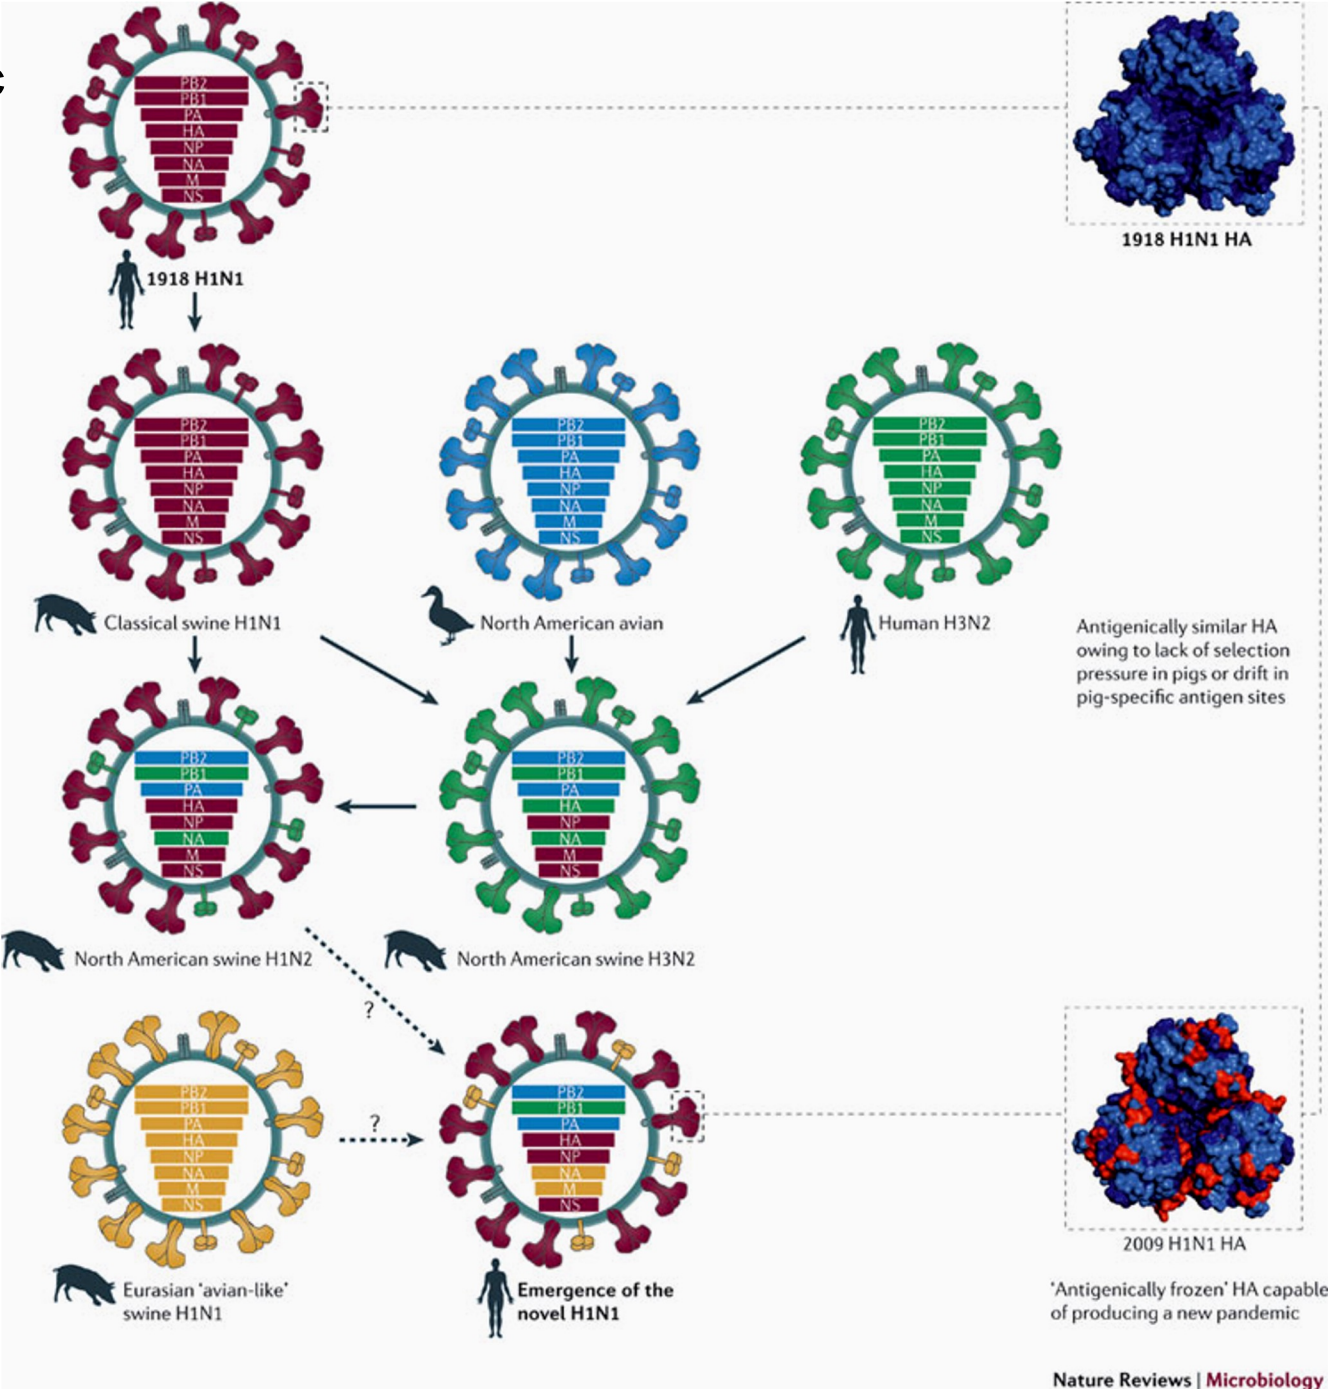 c
PB2
PB1
PA
HA
NP
NA
M
NS
1918 H1N1 HA
1918 H1N1
PB2
PB1
PA
HA
NP
NA
M
NS
PB2
PB1
PA
HA
NP
NA
M
NS
PB2
PB1
PA
HA
NP
NA
M
NS
Classical swine H1N1
North American avian
Human H3N2
Antigenically similar HA
owing to lack of selection
pressure in pigs or drift in
pig-specific antigen sites
PB2
PB1
PA
HA
NP
NA
M
NS
PB2
PB1
PA
HA
NP
NA
M
NS
North American swine H1N2
North American swine H3N2
?
PB2
PB1
PA
HA
NP
NA
M
NS
?
PB2
PB1
PA
HA
NP
NA
M
NS
2009 H1N1 HA
Eurasian 'avian-like'
swine H1N1
Emergence of the
novel H1N1
'Antigenically frozen' HA capable
of producing a new pandemic
Nature Reviews | Microbiology